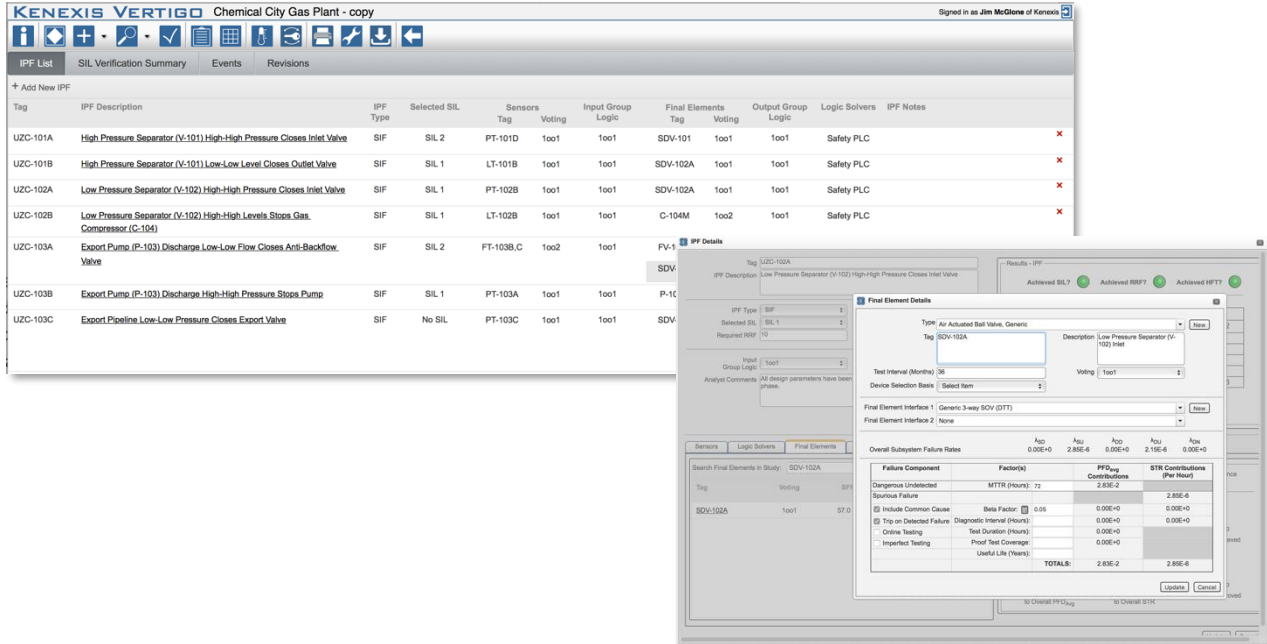 KENEXIS VERTIGO Chemical City Gas Plant - copy
Signed in as Jim McGlone of Kenexis
IPF List SIL Verification Summary Events Revisions
+ Add New IPF
Tag IPF Description IPF Type Selected SIL Sensors Tag Voting Input Group Logic Final Elements Tag Voting Output Group Logic Logic Solvers IPF Notes
UZC-101A High Pressure Separator (V-101) High-High Pressure Closes Inlet Valve SIF SIL 2 PT-101D 1oo1 1oo1 SDV-101 1oo1 1oo1 Safety PLC ×
UZC-101B High Pressure Separator (V-101) Low-Low Level Closes Outlet Valve SIF SIL 1 LT-101B 1oo1 1oo1 SDV-102A 1oo1 1oo1 Safety PLC ×
UZC-102A Low Pressure Separator (V-102) High-High Pressure Closes Inlet Valve SIF SIL 1 PT-102B 1oo1 1oo1 SDV-102A 1oo1 1oo1 Safety PLC ×
UZC-102B Low Pressure Separator (V-102) High-High Levels Stops Gas SIF SIL 1 LT-102B 1oo1 1oo1 C-104M 1oo2 1oo1 Safety PLC ×
Compressor (C-104)
UZC-103A Export Pump (P-103) Discharge Low-Low Flow Closes Anti-Backflow SIF SIL 2 FT-103B,C 1oo2 1oo1 FV-1
Valve
SDV-
UZC-103B Export Pump (P-103) Discharge High-High Pressure Stops Pump SIF SIL 1 PT-103A 1oo1 1oo1 P-10
UZC-103C Export Pipeline Low-Low Pressure Closes Export Valve SIF No SIL PT-103C 1oo1 1oo1 SDV-
IPF Details
Tag UZC-102A
IPF Description Low Pressure Separator (V-102) High-High Pressure Closes Inlet Valve
Results - IPF
Achieved SIL? Achieved RRF? Achieved HFT?
IPF Type SIF
Selected SIL SIL 1
Required RRF 10
Input Group Logic 1oo1
Analyst Comments All design parameters have been
phase.
Sensors Logic Solvers Final Elements
Search Final Elements in Study: SDV-102A
Tag Voting SFF
SDV-102A 1oo1 57.0
Final Element Details
Type Air Actuated Ball Valve, Generic New
Tag SDV-102A Description Low Pressure Separator (V-
102) Inlet
Test Interval (Months) 36 Voting 1oo1
Device Selection Basis Select Item
Final Element Interface 1 Generic 3-way SOV (DTT) New
Final Element Interface 2 None
λSD λSU λDD λDU λDN
Overall Subsystem Failure Rates 0.00E+0 2.85E-6 0.00E+0 2.15E-6 0.00E+0
Failure Component Factor(s) PFDavg Contributions STR Contributions (Per Hour)
Dangerous Undetected MTTR (Hours): 72 2.83E-2
Spurious Failure 2.85E-6
Include Common Cause Beta Factor: 0.05 0.00E+0 0.00E+0
Trip on Detected Failure Diagnostic Interval (Hours): 0.00E+0 0.00E+0
Online Testing Test Duration (Hours): 0.00E+0
Imperfect Testing Proof Test Coverage: 0.00E+0
Useful Life (Years):
TOTALS: 2.83E-2 2.85E-6
Update Cancel
to Overall PFDAvg to Overall STR